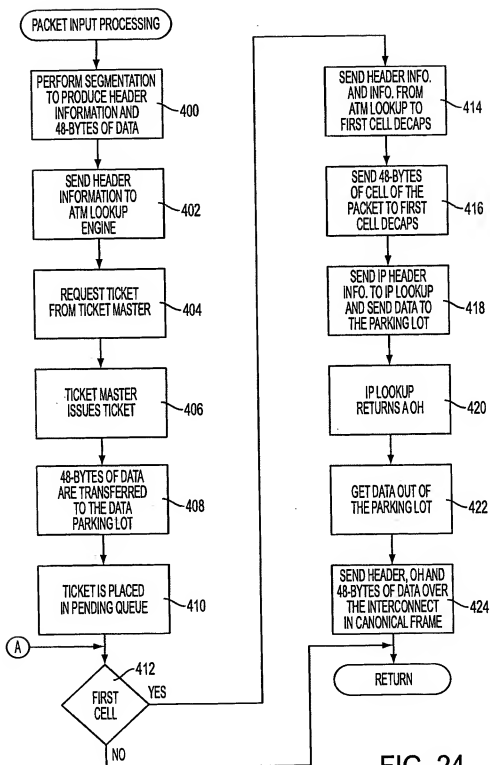 PACKET INPUT PROCESSING
PERFORM SEGMENTATION
TO PRODUCE HEADER
INFORMATION AND
48-BYTES OF DATA
400
SEND HEADER
INFORMATION TO
ATM LOOKUP
ENGINE
402
REQUEST TICKET
FROM TICKET MASTER
404
TICKET MASTER
ISSUES TICKET
406
48-BYTES OF DATA
ARE TRANSFERRED
TO THE DATA
PARKING LOT
408
TICKET IS PLACED
IN PENDING QUEUE
410
A
412
FIRST
CELL
YES
NO
SEND HEADER INFO.
AND INFO. FROM
ATM LOOKUP TO
FIRST CELL DECAPS
414
SEND 48-BYTES
OF CELL OF THE
PACKET TO FIRST
CELL DECAPS
416
SEND IP HEADER
INFO. TO IP LOOKUP
AND SEND DATA TO
THE PARKING LOT
418
IP LOOKUP
RETURNS A OH
420
GET DATA OUT OF
THE PARKING LOT
422
SEND HEADER, OH AND
48-BYTES OF DATA OVER
THE INTERCONNECT
IN CANONICAL FRAME
424
RETURN
FIG. 24